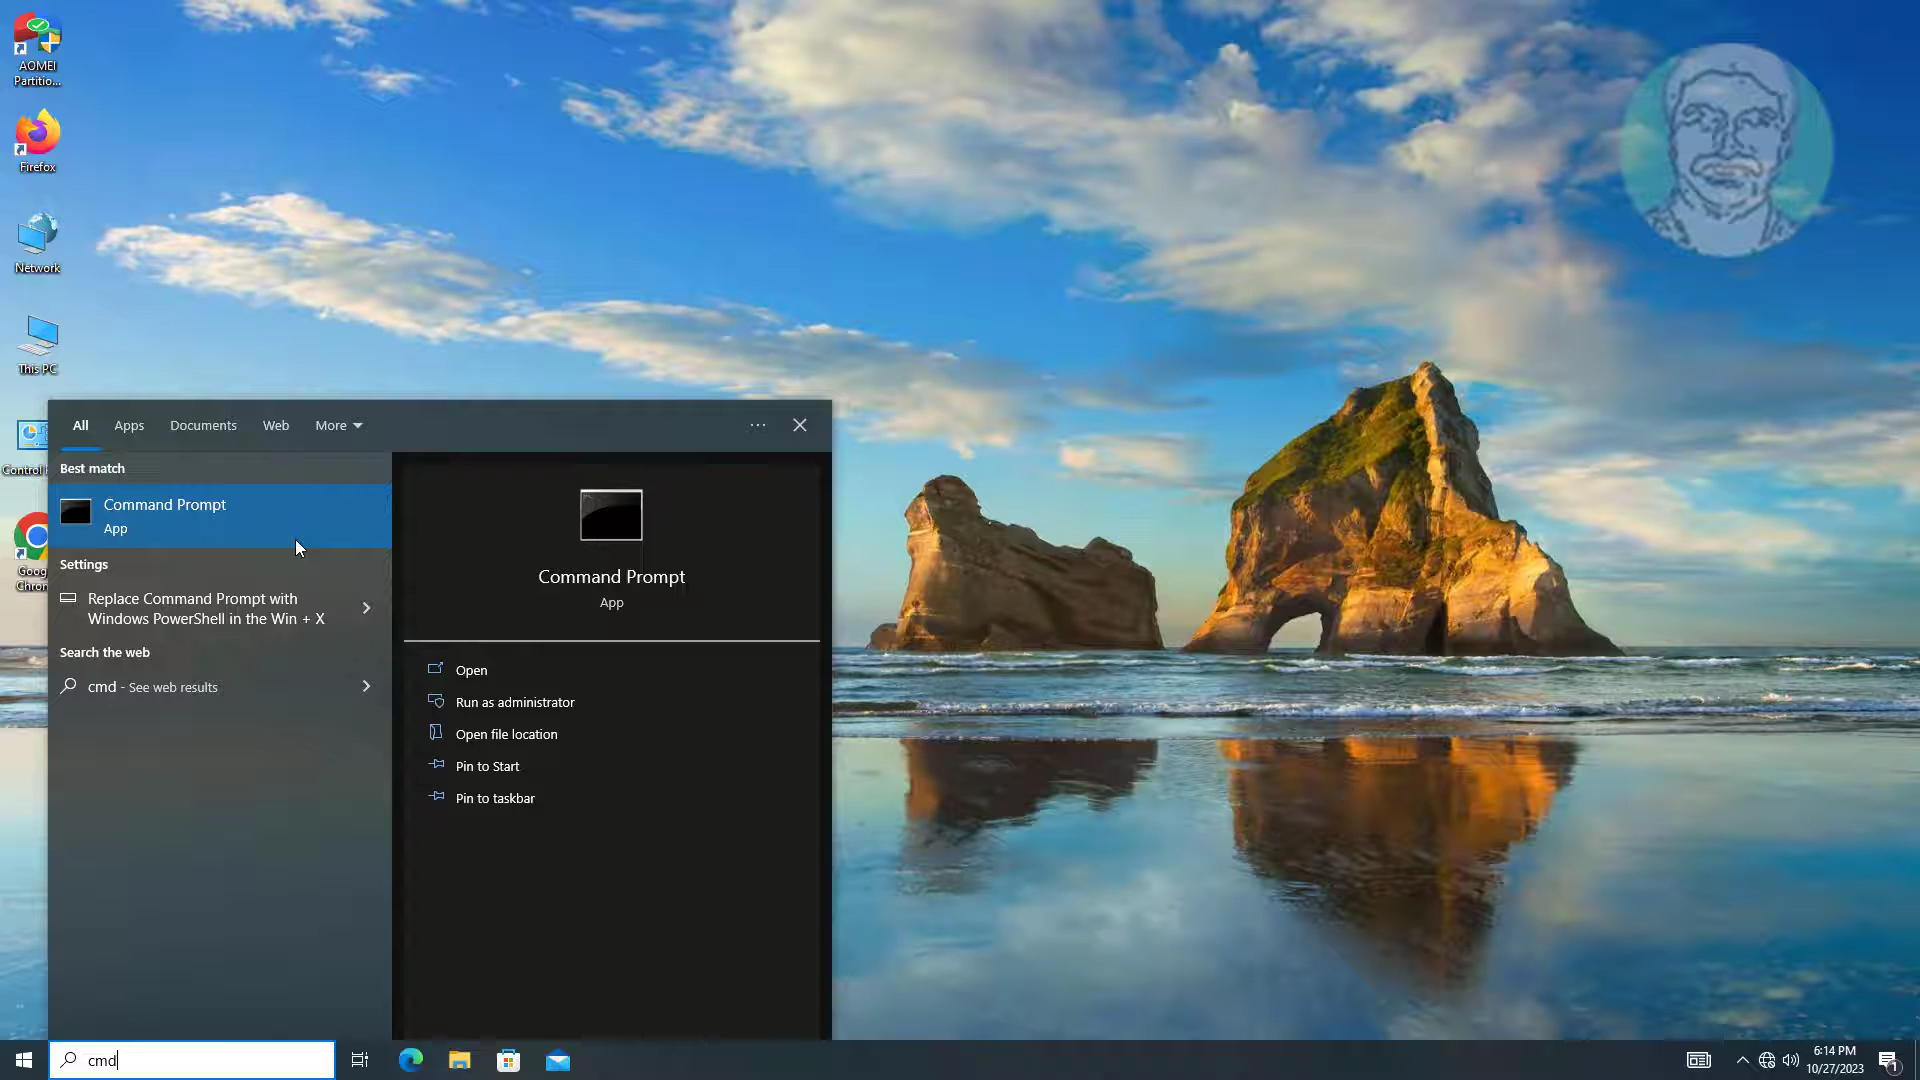 AOMEI
Partitio...
Firefox
Network
This PC
Control
Goog
Chron
All
Apps
Documents
Web
More
Best match
Command Prompt
App
Settings
Replace Command Prompt with
Windows PowerShell in the Win + X
Search the web
cmd - See web results
Command Prompt
App
Open
Run as administrator
Open file location
Pin to Start
Pin to taskbar
cmd
6:14 PM
10/27/2023
1